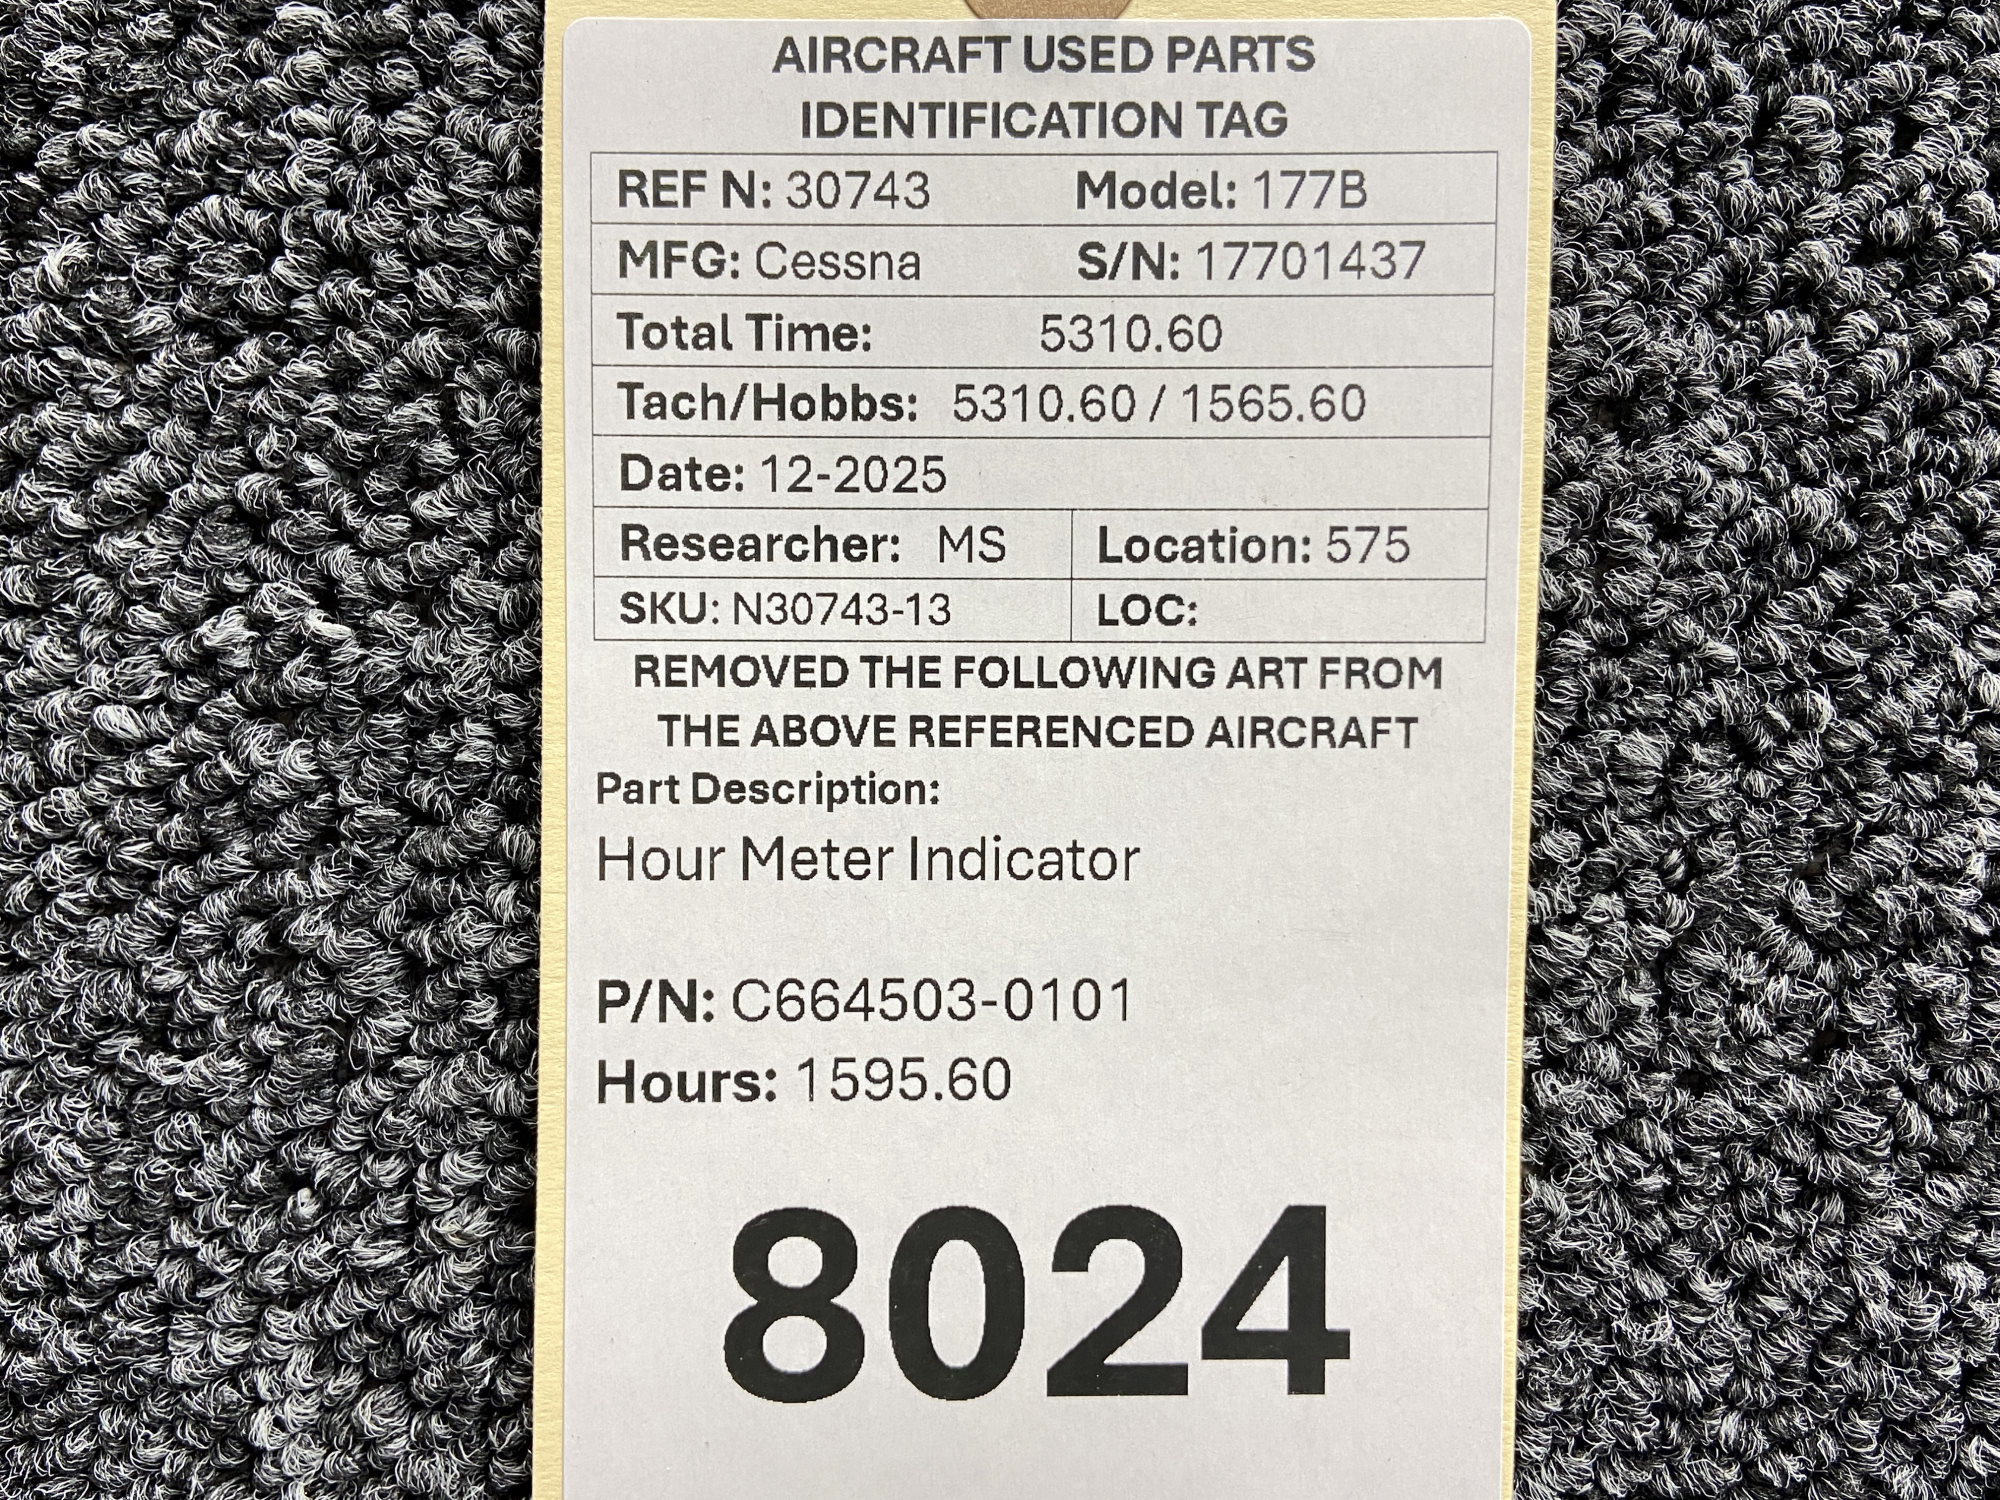 AIRCRAFT USED PARTS
IDENTIFICATION TAG
REF N: 30743 Model: 177B
MFG: Cessna S/N: 17701437
Total Time: 5310.60
Tach/Hobbs: 5310.60 / 1565.60
Date: 12-2025
Researcher: MS Location: 575
SKU: N30743-13 LOC:
REMOVED THE FOLLOWING ART FROM
THE ABOVE REFERENCED AIRCRAFT
Part Description:
Hour Meter Indicator
P/N: C664503-0101
Hours: 1595.60
8024